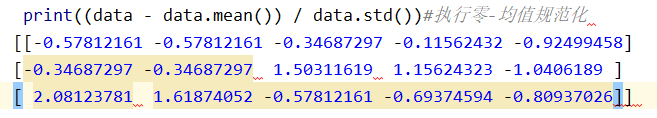 print((data - data.mean()) / data.std())#执行零-均值规范化
[[-0.57812161 -0.57812161 -0.34687297 -0.11562432 -0.92499458]
[-0.34687297 -0.34687297 1.50311619 1.15624323 -1.0406189 ]
[ 2.08123781 1.61874052 -0.57812161 -0.69374594 -0.80937026]]